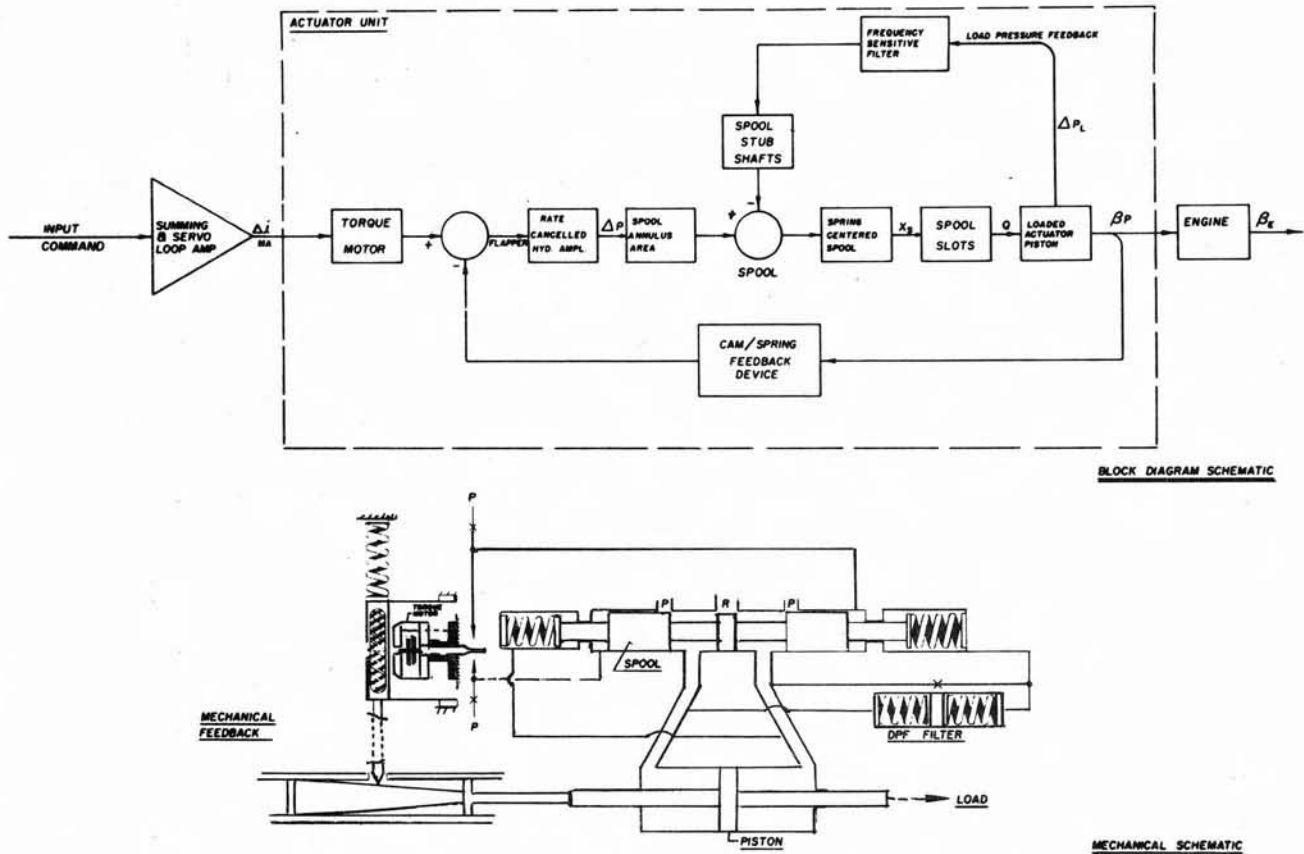 ACTUATOR UNIT
FREQUENCY
SENSITIVE
FILTER
LOAD PRESSURE FEEDBACK
SPOOL
STUB
SHAFTS
Δ PL
INPUT
COMMAND
SUMMING
& SERVO
LOOP AMP
Δi
MA
TORQUE
MOTOR
+
-
FLAPPER
RATE
CANCELLED
HYD. AMPL.
ΔP
SPOOL
ANNULUS
AREA
+
-
SPOOL
SPRING
CENTERED
SPOOL
XS
SPOOL
SLOTS
Q
LOADED
ACTUATOR
PISTON
βP
ENGINE
βE
CAM/SPRING
FEEDBACK
DEVICE
BLOCK DIAGRAM SCHEMATIC
P
TORQUE
MOTOR
P
R
P
SPOOL
P
MECHANICAL
FEEDBACK
DPF FILTER
LOAD
PISTON
MECHANICAL SCHEMATIC